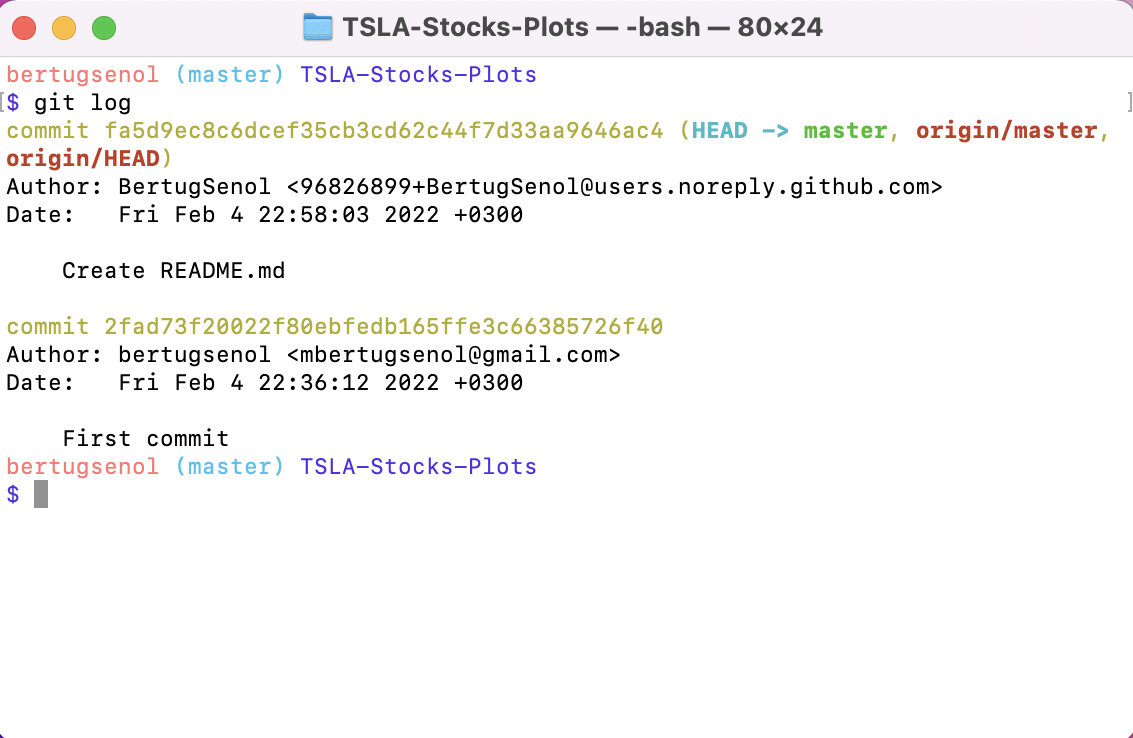 TSLA-Stocks-Plots — -bash — 80×24
bertugsenol (master) TSLA-Stocks-Plots
[$ git log ]
commit fa5d9ec8c6dcef35cb3cd62c44f7d33aa9646ac4 (HEAD -> master, origin/master,
origin/HEAD)
Author: BertugSenol <96826899+BertugSenol@users.noreply.github.com>
Date:   Fri Feb 4 22:58:03 2022 +0300
    Create README.md
commit 2fad73f20022f80ebfedb165ffe3c66385726f40
Author: bertugsenol <mbertugsenol@gmail.com>
Date:   Fri Feb 4 22:36:12 2022 +0300
    First commit
bertugsenol (master) TSLA-Stocks-Plots
$